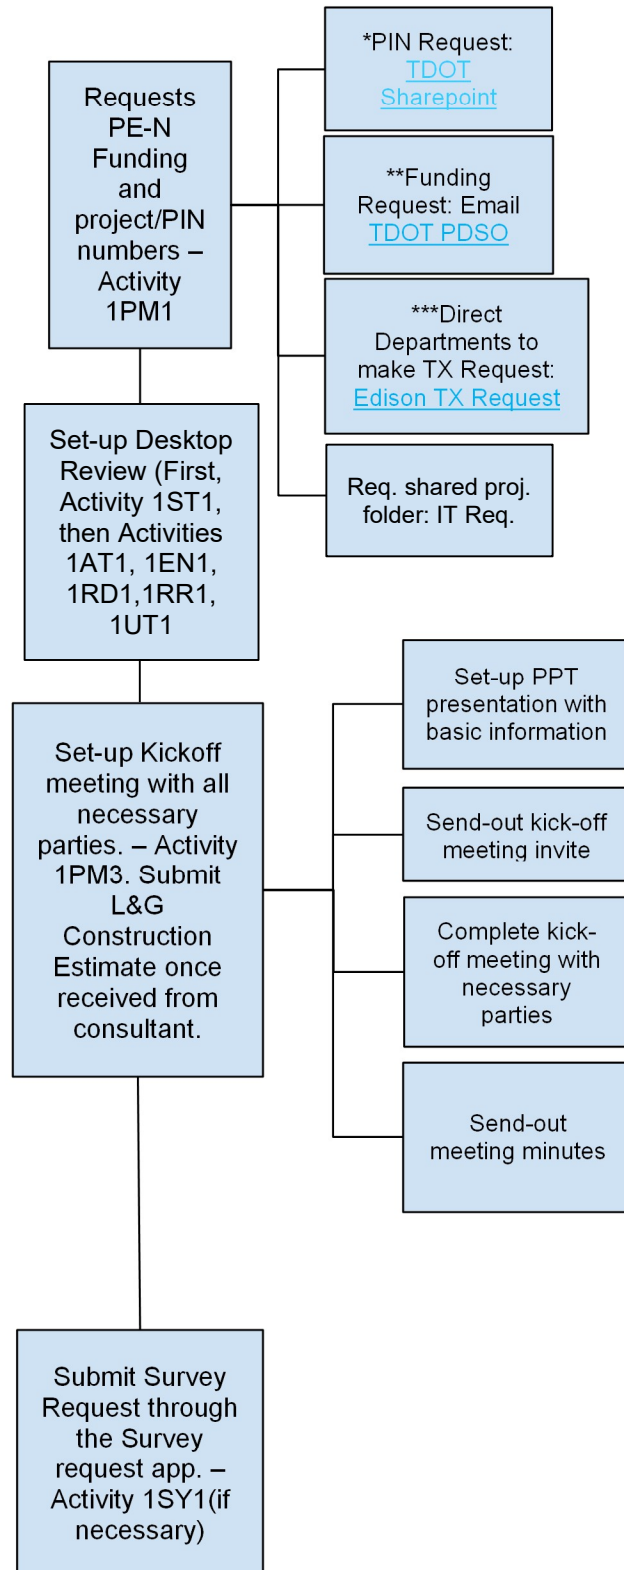 Requests
PE-N
Funding
and
project/PIN
numbers –
Activity
1PM1
*PIN Request:
TDOT
Sharepoint
**Funding
Request: Email
TDOT PDSO
***Direct
Departments to
make TX Request:
Edison TX Request
Req. shared proj.
folder: IT Req.
Set-up Desktop
Review (First,
Activity 1ST1,
then Activities
1AT1, 1EN1,
1RD1,1RR1,
1UT1
Set-up Kickoff
meeting with all
necessary
parties. – Activity
1PM3. Submit
L&G
Construction
Estimate once
received from
consultant.
Set-up PPT
presentation with
basic information
Send-out kick-off
meeting invite
Complete kick-
off meeting with
necessary
parties
Send-out
meeting minutes
Submit Survey
Request through
the Survey
request app. –
Activity 1SY1(if
necessary)